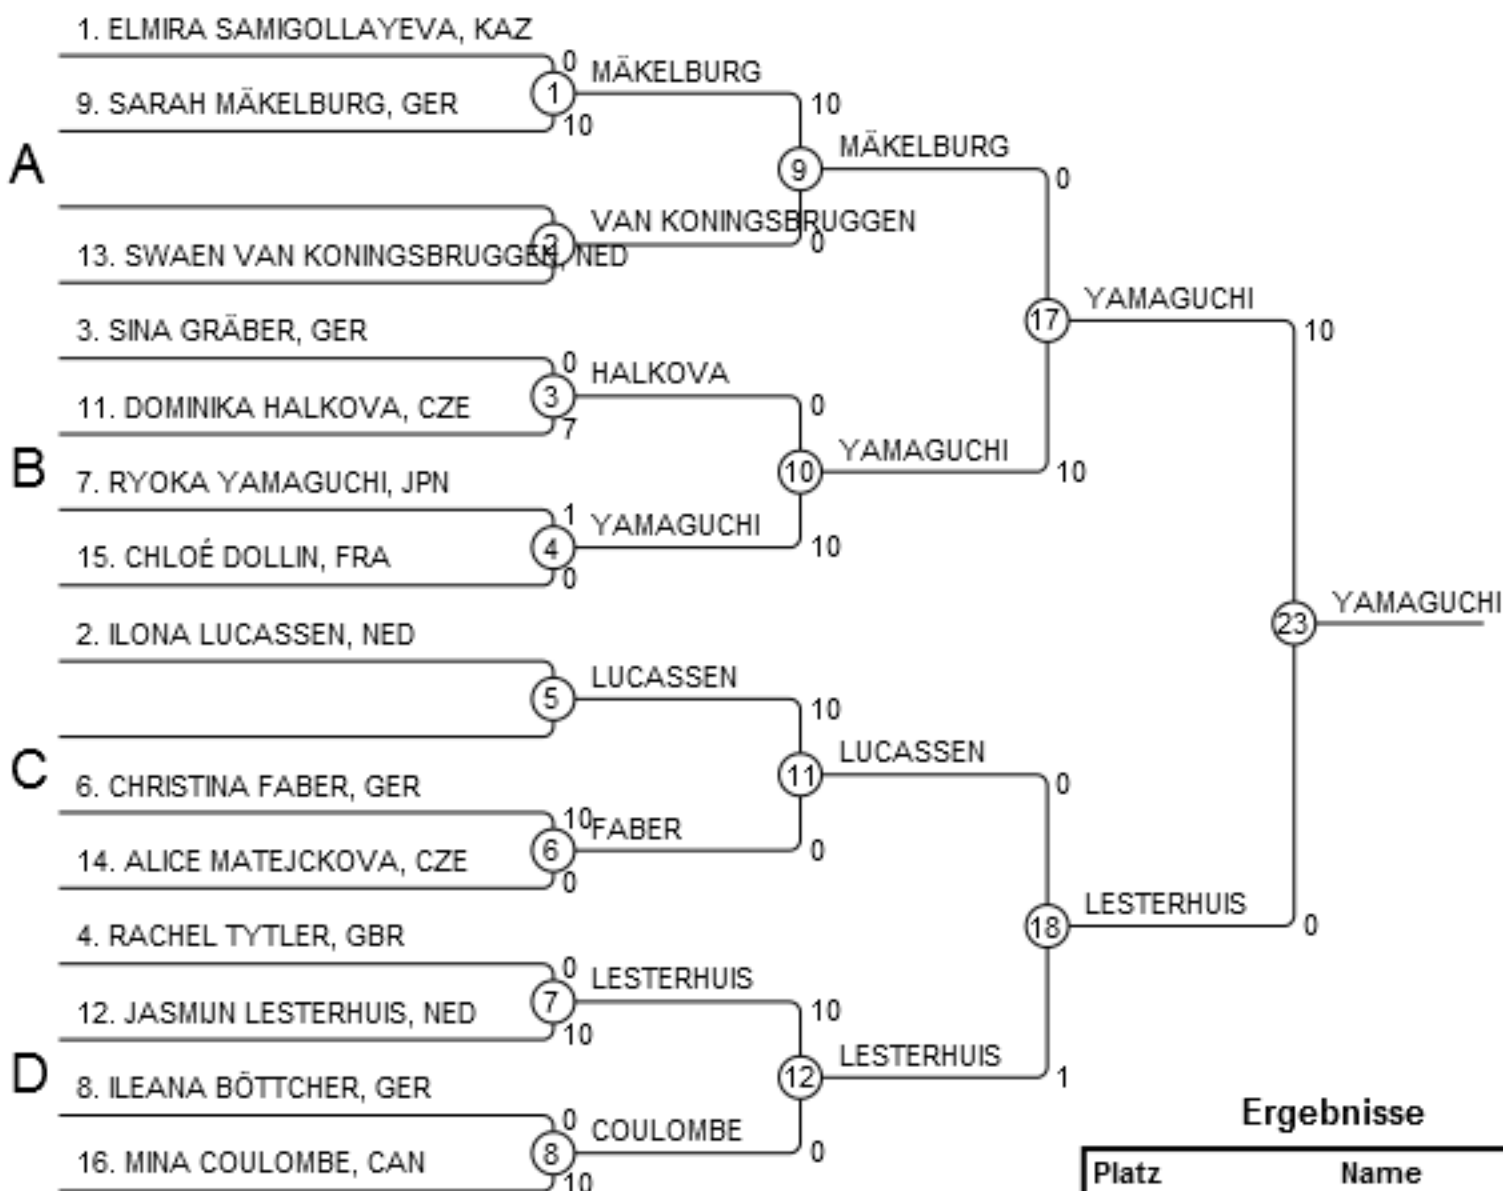 1. ELMIRA SAMIGOLLAYEVA, KAZ
0
MÄKELBURG
1
9. SARAH MÄKELBURG, GER
10
10
MÄKELBURG
A
9
0
VAN KONINGSBRUGGEN
2
0
13. SWAEN VAN KONINGSBRUGGEN, NED
3. SINA GRÄBER, GER
0
HALKOVA
3
0
11. DOMINIKA HALKOVA, CZE
7
17
YAMAGUCHI
10
B
10
YAMAGUCHI
10
7. RYOKA YAMAGUCHI, JPN
1
YAMAGUCHI
4
10
15. CHLOÉ DOLLIN, FRA
0
23
YAMAGUCHI
2. ILONA LUCASSEN, NED
LUCASSEN
5
10
LUCASSEN
C
11
0
6. CHRISTINA FABER, GER
10
FABER
6
0
14. ALICE MATEJCKOVA, CZE
0
18
LESTERHUIS
0
4. RACHEL TYTLER, GBR
0
LESTERHUIS
7
10
12. JASMIJN LESTERHUIS, NED
10
LESTERHUIS
D
12
1
8. ILEANA BÖTTCHER, GER
0
COULOMBE
8
0
16. MINA COULOMBE, CAN
10
Ergebnisse
Platz Name